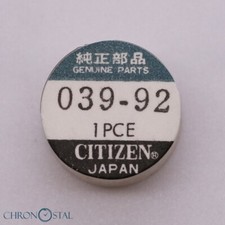 純正部品
GENUINE PARTS
039-92
1PCE
CITIZEN®
JAPAN
CHRONOSTAL